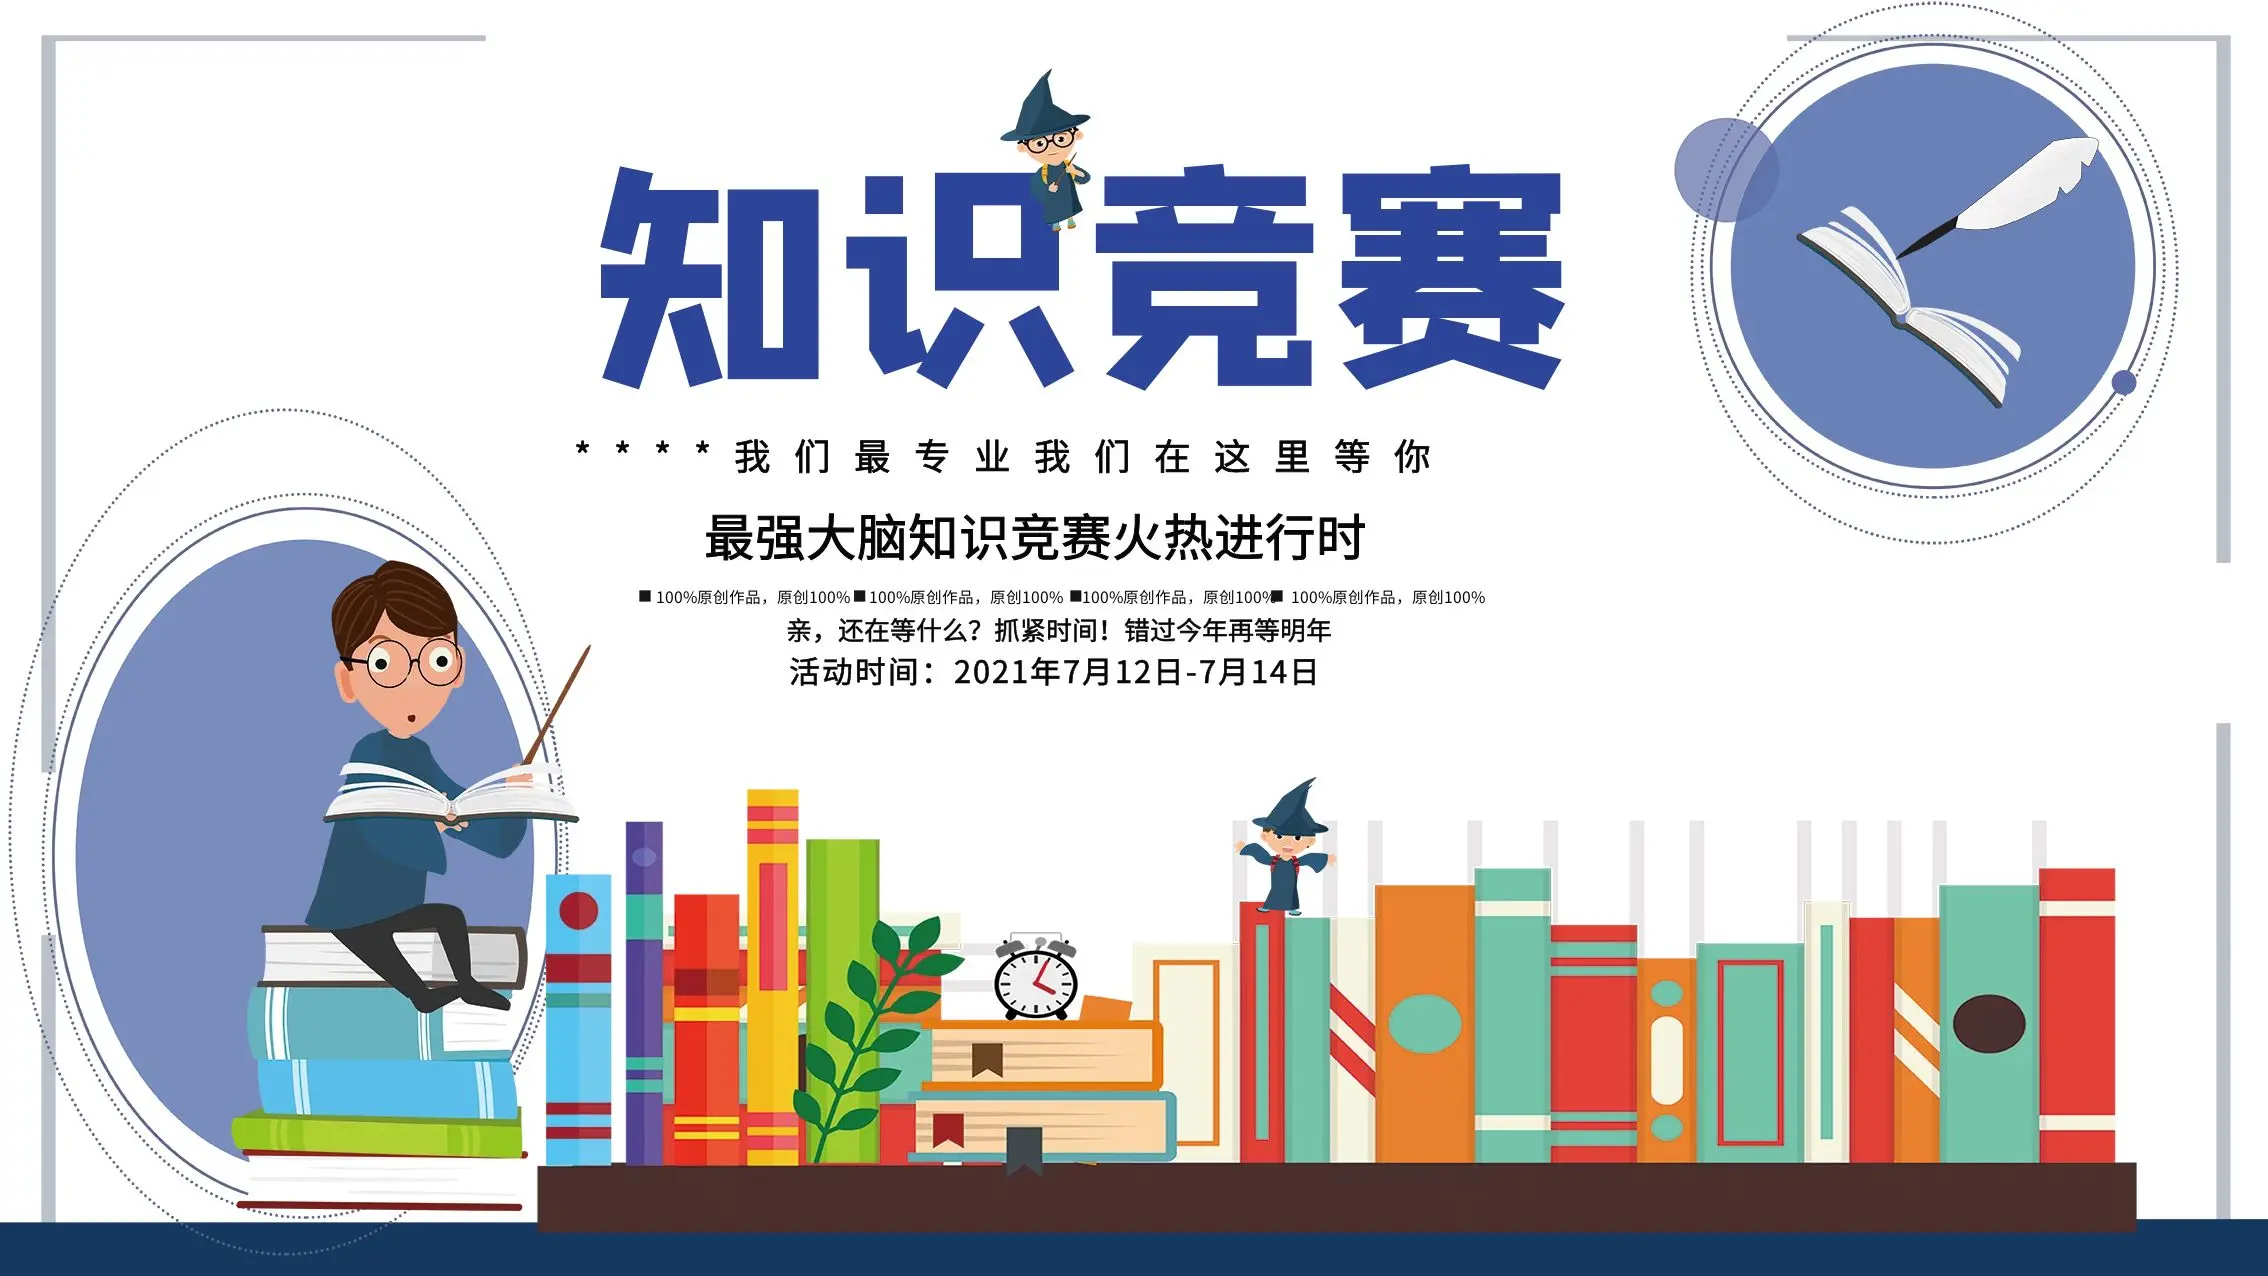 知识竞赛
****我们最专业我们在这里等你
最强大脑知识竞赛火热进行时
■ 100%原创作品，原创100% ■ 100%原创作品，原创100% ■100%原创作品，原创100% ■ 100%原创作品，原创100%
亲，还在等什么？抓紧时间！错过今年再等明年
活动时间：2021年7月12日-7月14日